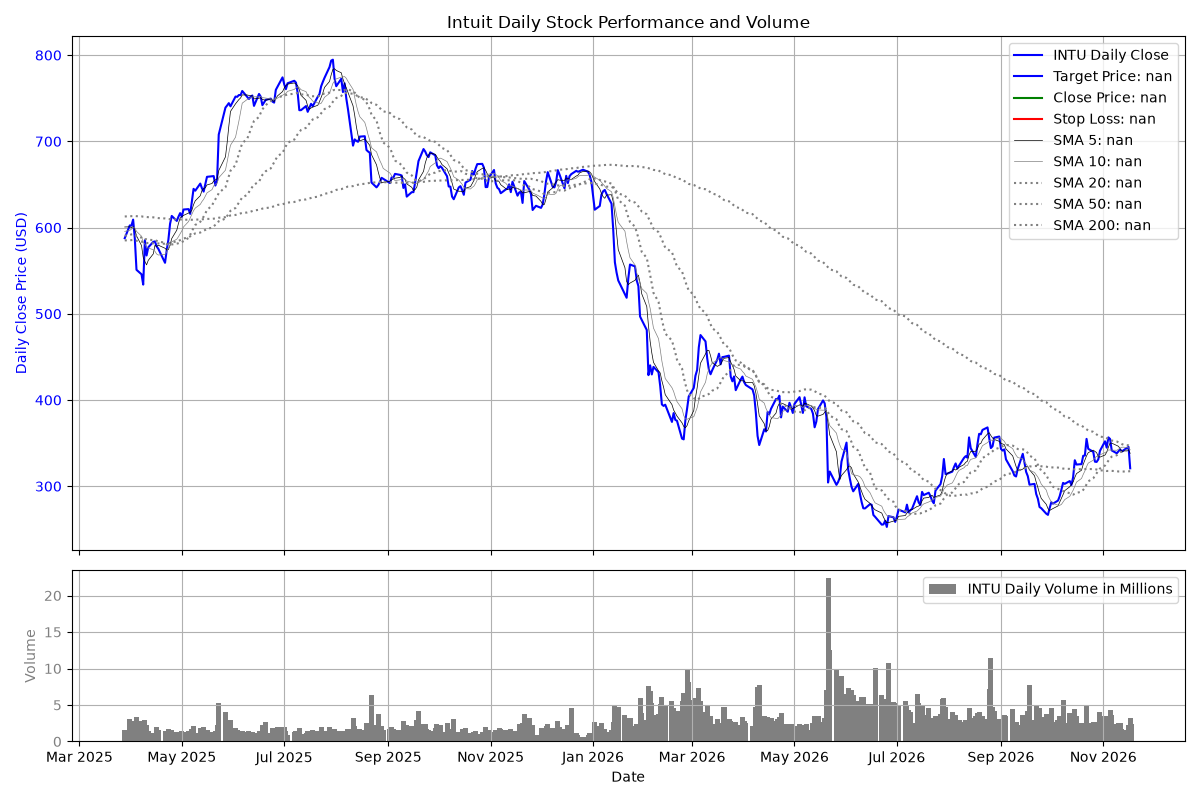 Intuit Daily Stock Performance and Volume
Daily Close Price (USD)
800
700
600
500
400
300
INTU Daily Close
Target Price: nan
Close Price: nan
Stop Loss: nan
SMA 5: nan
SMA 10: nan
SMA 20: nan
SMA 50: nan
SMA 200: nan
Volume
20
15
10
5
0
INTU Daily Volume in Millions
Mar 2025 May 2025 Jul 2025 Sep 2025 Nov 2025 Jan 2026 Mar 2026 May 2026 Jul 2026 Sep 2026 Nov 2026
Date